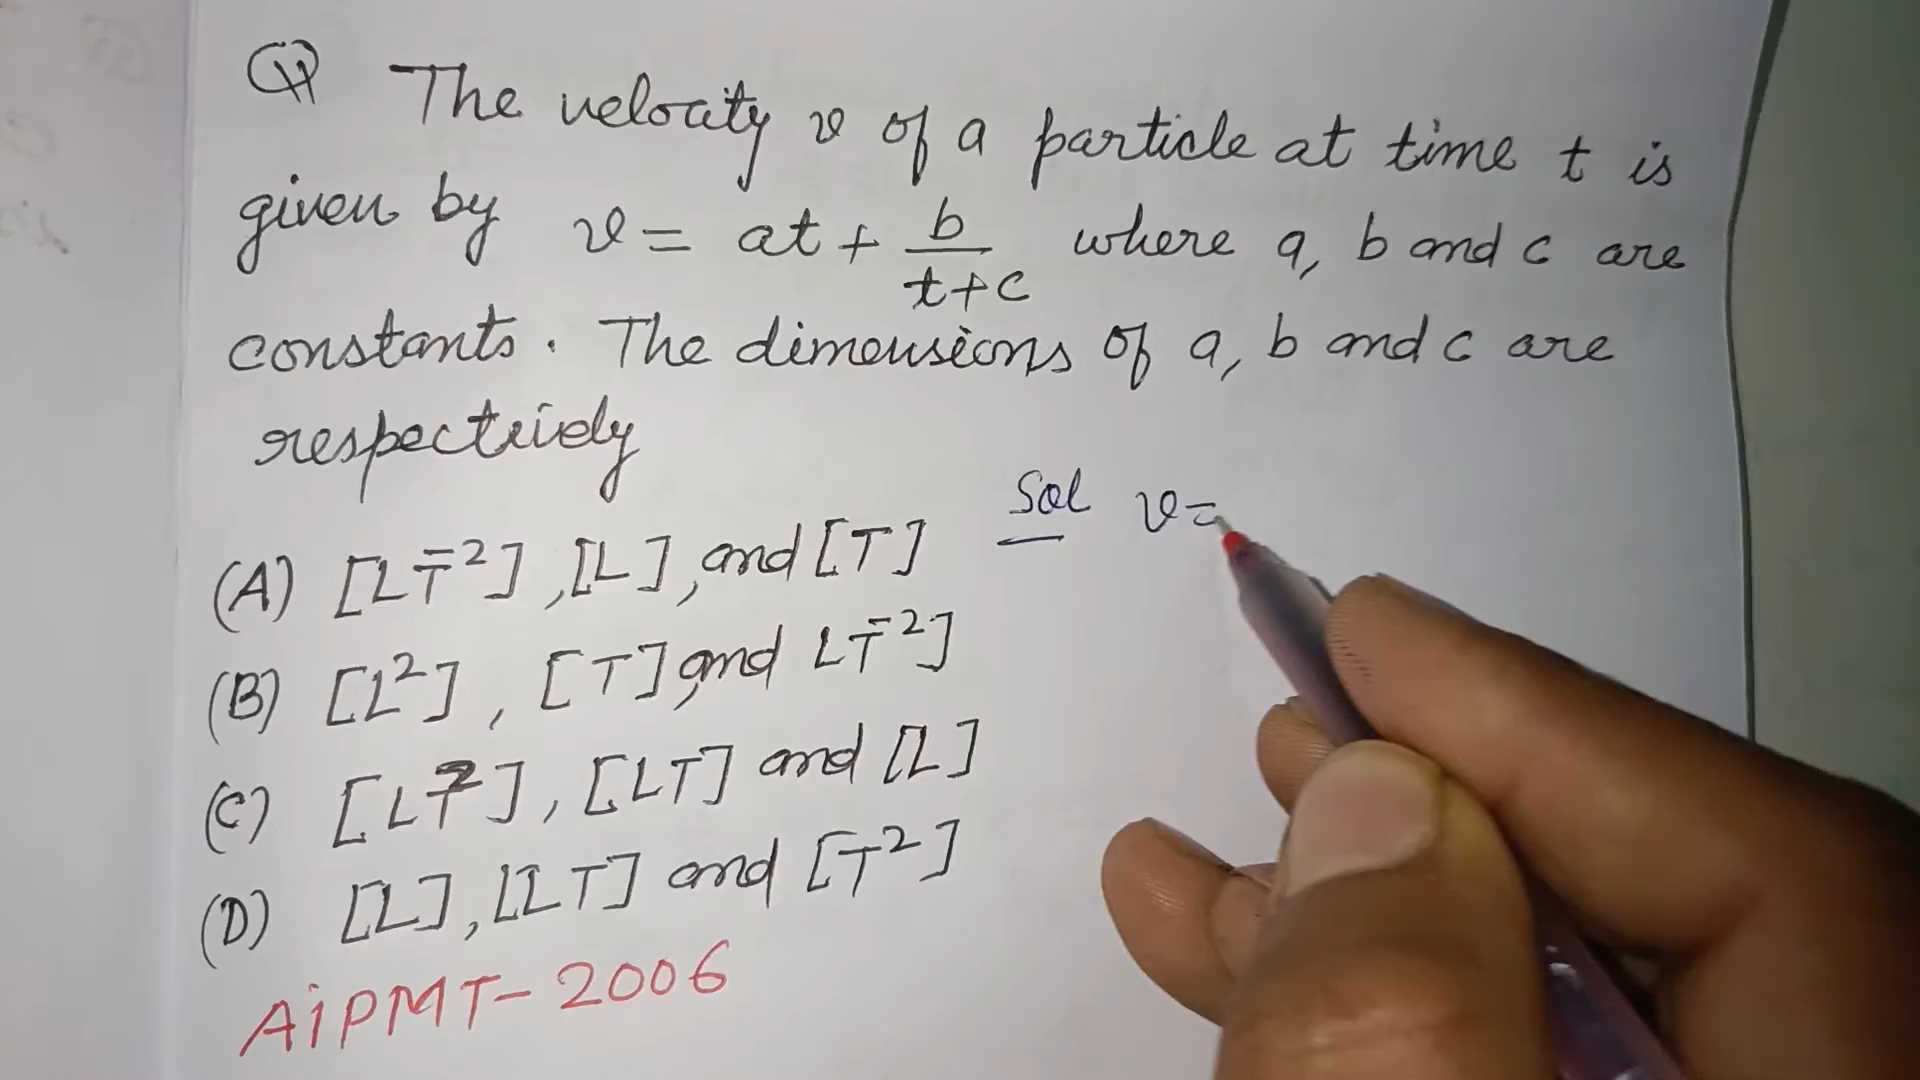 Q The velocity v of a particle at time t is
given by v = at + b/(t+c) where a, b and c are
constants. The dimensions of a, b and c are
respectively
(A) [LT⁻²], [L], and [T]
Sol v=
(B) [L²], [T] and LT⁻²]
(C) [LT²], [LT] and [L]
(D) [L], [LT] and [T²]
AiPMT-2006